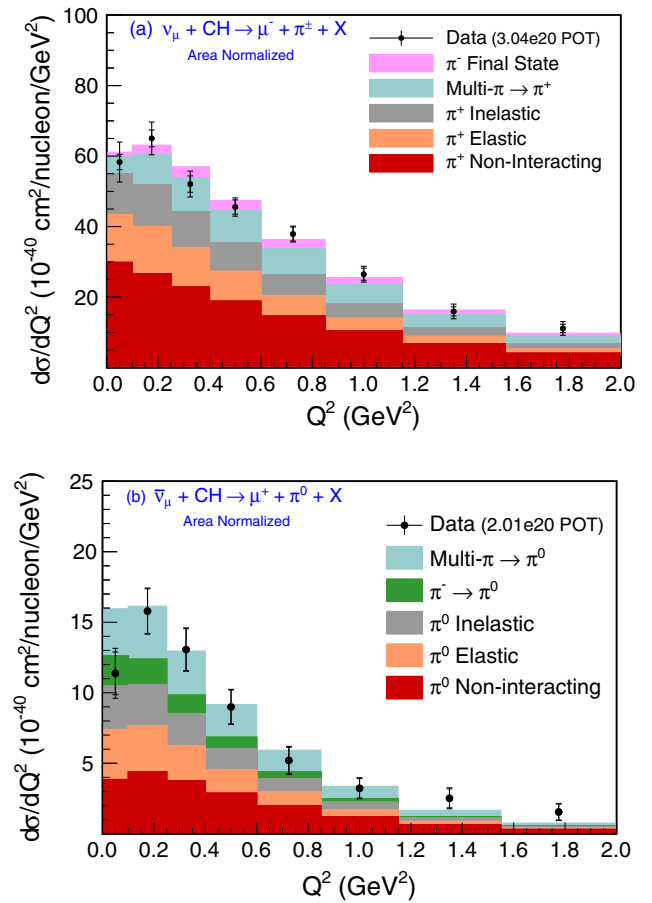 (a) νμ + CH → μ⁻ + π± + X
Area Normalized
Data (3.04e20 POT)
π⁻ Final State
Multi-π → π⁺
π⁺ Inelastic
π⁺ Elastic
π⁺ Non-Interacting
dσ/dQ² (10⁻⁴⁰ cm²/nucleon/GeV²)
100
80
60
40
20
0.0 0.2 0.4 0.6 0.8 1.0 1.2 1.4 1.6 1.8 2.0
Q² (GeV²)
(b) ν̄μ + CH → μ⁺ + π⁰ + X
Area Normalized
Data (2.01e20 POT)
Multi-π → π⁰
π⁻ → π⁰
π⁰ Inelastic
π⁰ Elastic
π⁰ Non-interacting
dσ/dQ² (10⁻⁴⁰ cm²/nucleon/GeV²)
25
20
15
10
5
0.0 0.2 0.4 0.6 0.8 1.0 1.2 1.4 1.6 1.8 2.0
Q² (GeV²)